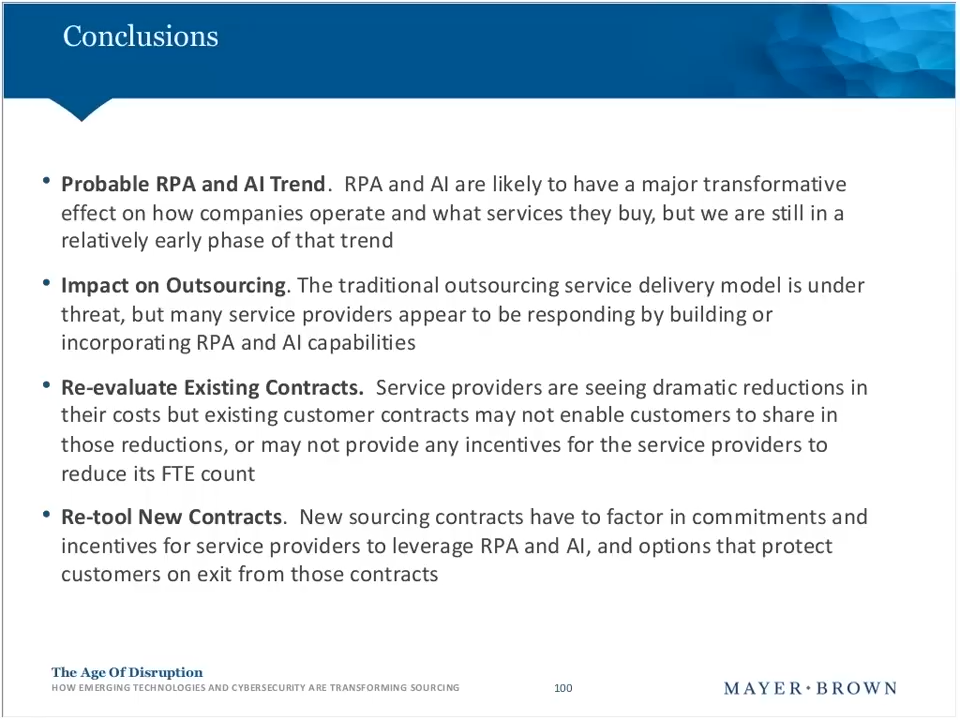 Conclusions
• Probable RPA and AI Trend.  RPA and AI are likely to have a major transformative
effect on how companies operate and what services they buy, but we are still in a
relatively early phase of that trend
• Impact on Outsourcing. The traditional outsourcing service delivery model is under
threat, but many service providers appear to be responding by building or
incorporating RPA and AI capabilities
• Re-evaluate Existing Contracts.  Service providers are seeing dramatic reductions in
their costs but existing customer contracts may not enable customers to share in
those reductions, or may not provide any incentives for the service providers to
reduce its FTE count
• Re-tool New Contracts.  New sourcing contracts have to factor in commitments and
incentives for service providers to leverage RPA and AI, and options that protect
customers on exit from those contracts
The Age Of Disruption
HOW EMERGING TECHNOLOGIES AND CYBERSECURITY ARE TRANSFORMING SOURCING
100
MAYER•BROWN